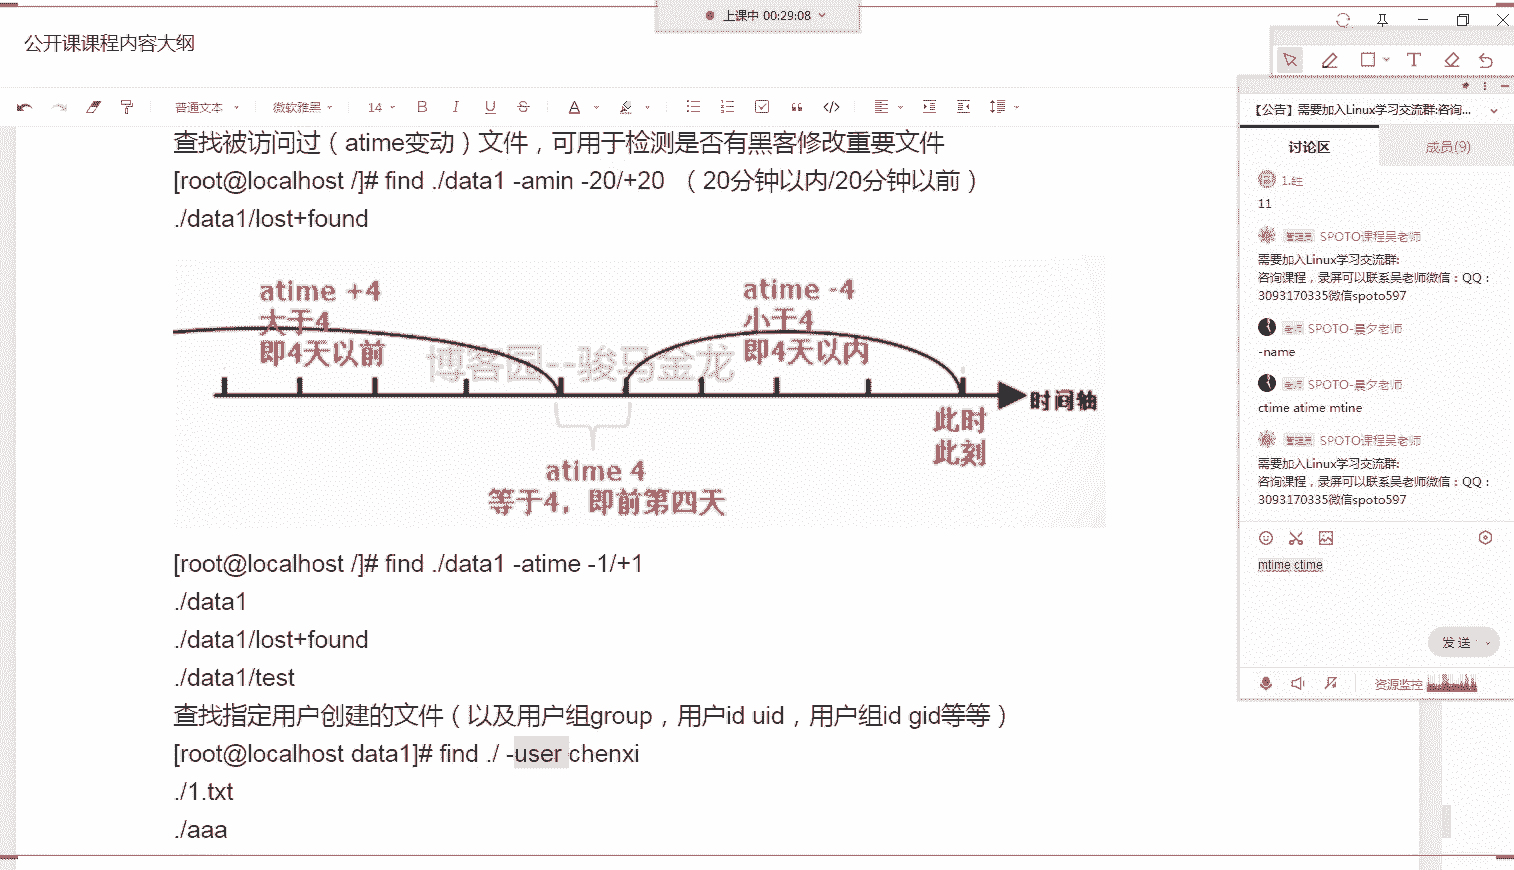 上课中 00:29:08
公开课课程内容大纲
普通文本 微软雅黑 14 B I U S A
查找被访问过（atime变动）文件，可用于检测是否有黑客修改重要文件
[root@localhost /]# find ./data1 -amin -20/+20 （20分钟以内/20分钟以前）
./data1/lost+found
atime +4
大于4
即4天以前
atime -4
小于4
即4天以内
博客园--骏马金龙
时间轴
此时
此刻
atime 4
等于4，即前第四天
[root@localhost /]# find ./data1 -atime -1/+1
./data1
./data1/lost+found
./data1/test
查找指定用户创建的文件（以及用户组group，用户id uid，用户组id gid等等）
[root@localhost data1]# find ./ -user chenxi
./1.txt
./aaa
【公告】需要加入Linux学习交流群:咨询...
讨论区 成员(9)
11
管理员 SPOTO课程吴老师
需要加入Linux学习交流群:
咨询课程，录屏可以联系吴老师微信：QQ：
3093170335微信spoto597
老师 SPOTO-晨夕老师
-name
老师 SPOTO-晨夕老师
ctime atime mtine
管理员 SPOTO课程吴老师
需要加入Linux学习交流群:
咨询课程，录屏可以联系吴老师微信：QQ：
3093170335微信spoto597
mtime ctime
发送
资源监控